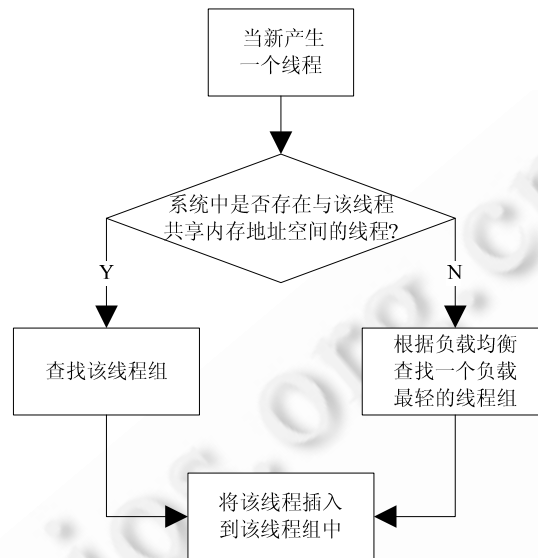 当新产生
一个线程
系统中是否存在与该线程
共享内存地址空间的线程?
Y
N
查找该线程组
根据负载均衡
查找一个负载
最轻的线程组
将该线程插入
到该线程组中